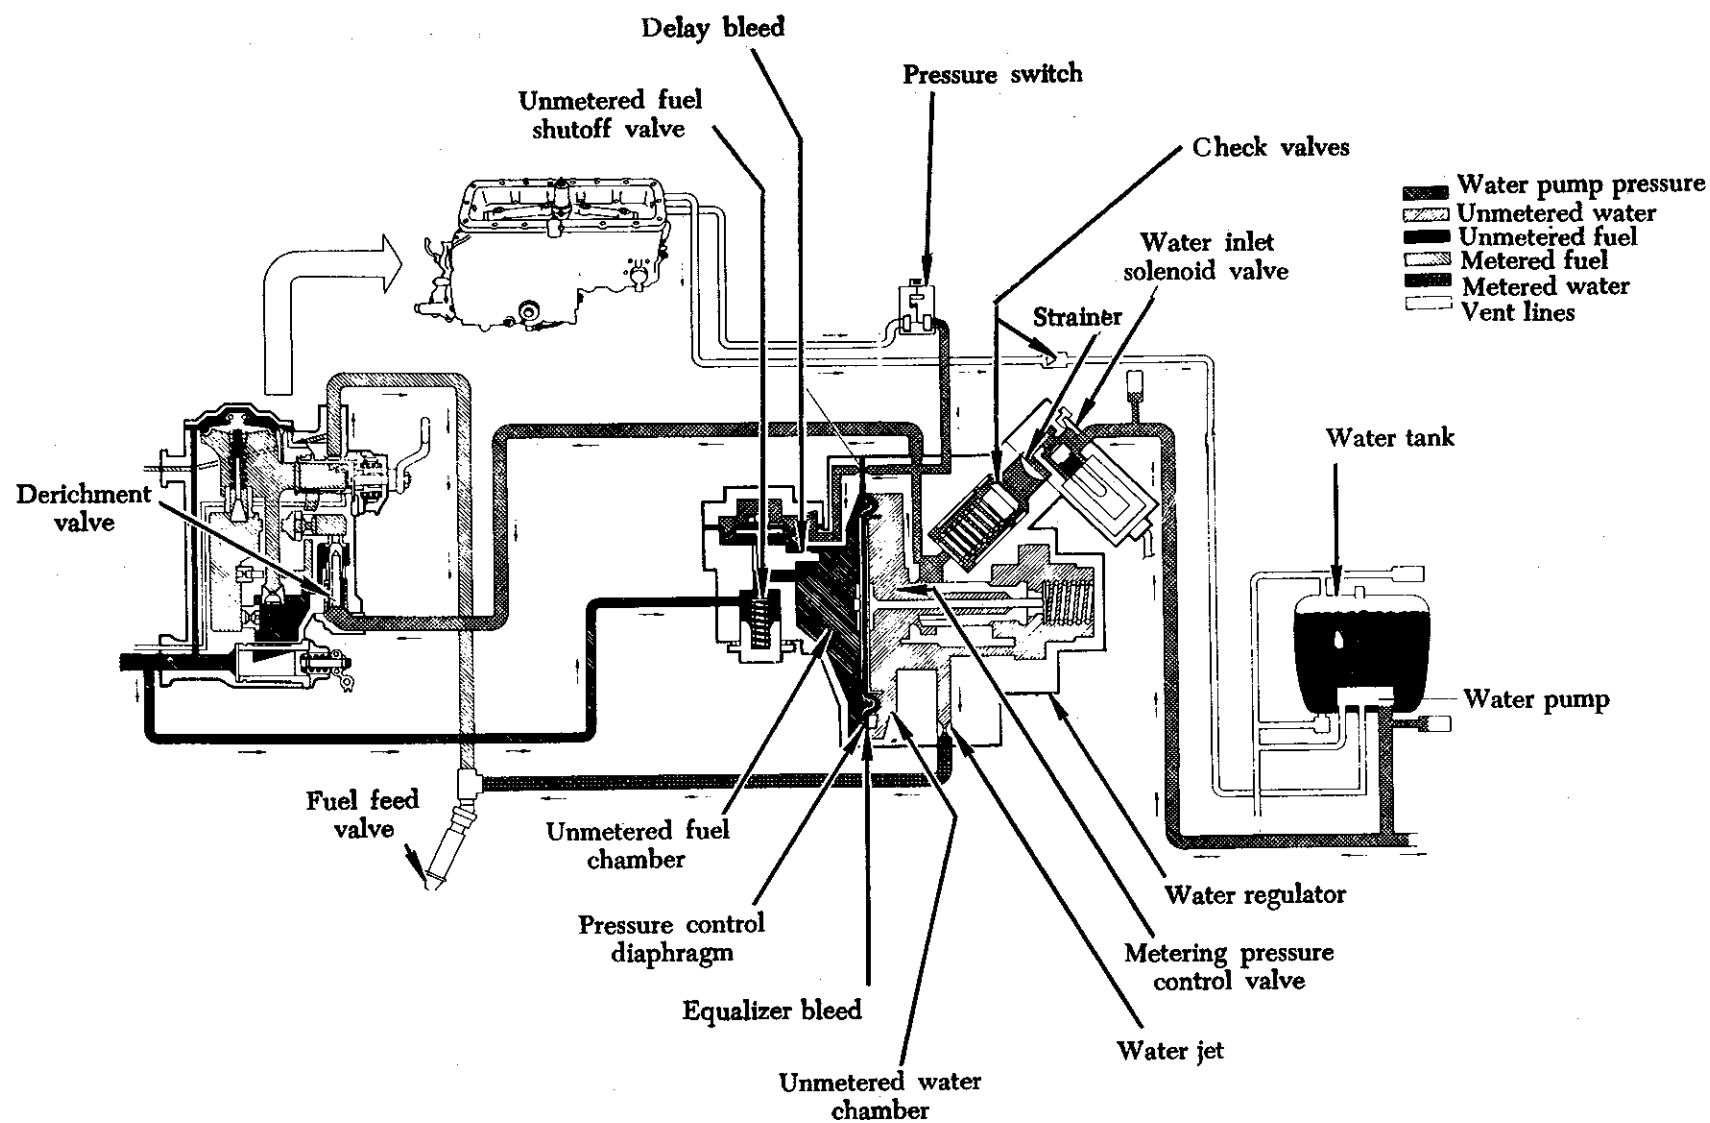 Delay bleed
Pressure switch
Unmetered fuel
shutoff valve
Check valves
Water pump pressure
Unmetered water
Unmetered fuel
Metered fuel
Metered water
Vent lines
Water inlet
solenoid valve
Strainer
Water tank
Derichment
valve
Water pump
Fuel feed
valve
Unmetered fuel
chamber
Water regulator
Pressure control
diaphragm
Metering pressure
control valve
Equalizer bleed
Water jet
Unmetered water
chamber